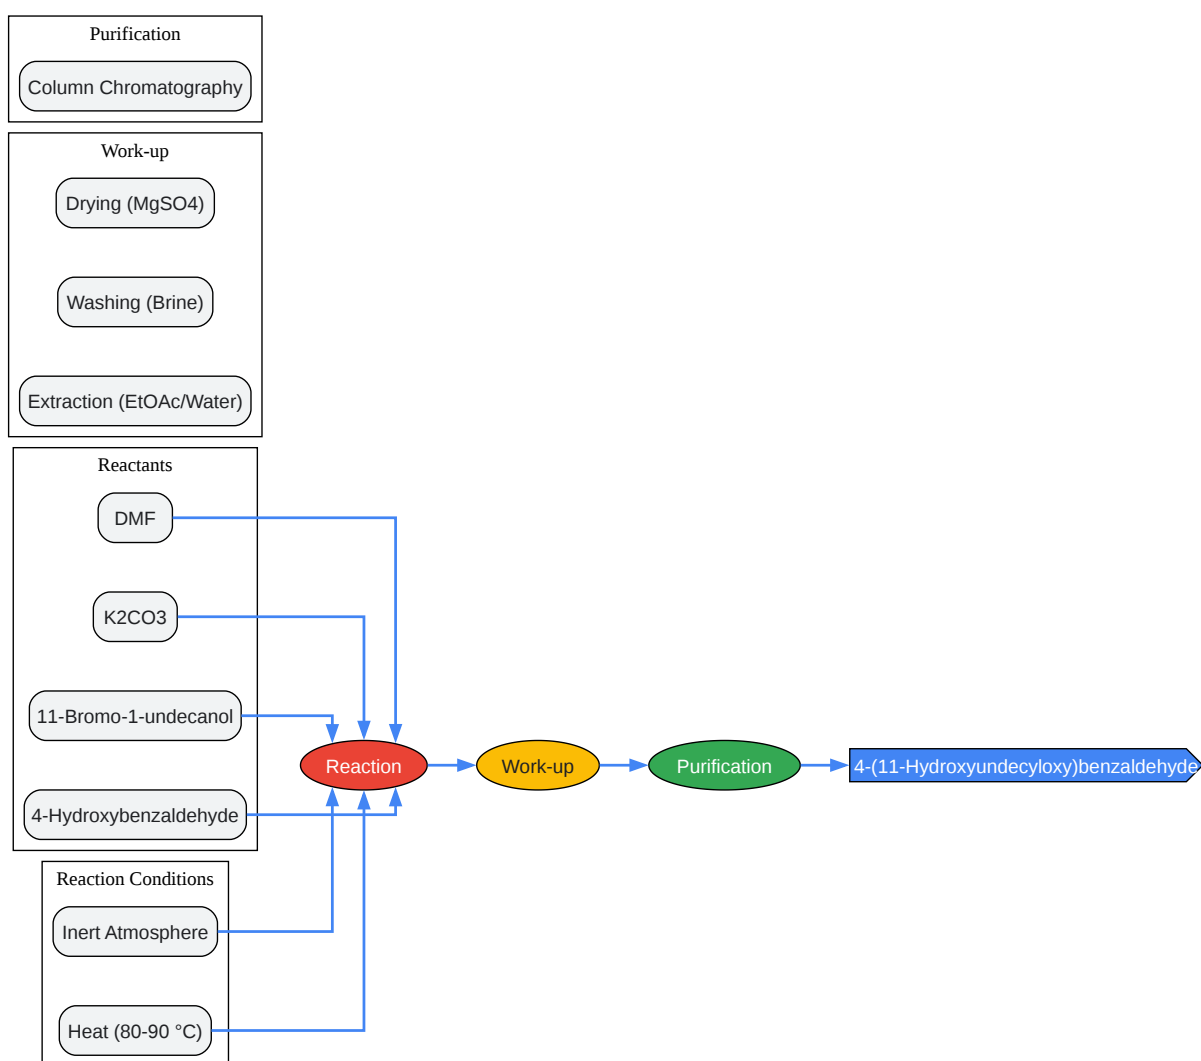 Purification
Column Chromatography
Work-up
Drying (MgSO4)
Washing (Brine)
Extraction (EtOAc/Water)
Reactants
DMF
K2CO3
11-Bromo-1-undecanol
4-Hydroxybenzaldehyde
Reaction Conditions
Inert Atmosphere
Heat (80-90 °C)
Reaction
Work-up
Purification
4-(11-Hydroxyundecyloxy)benzaldehyde